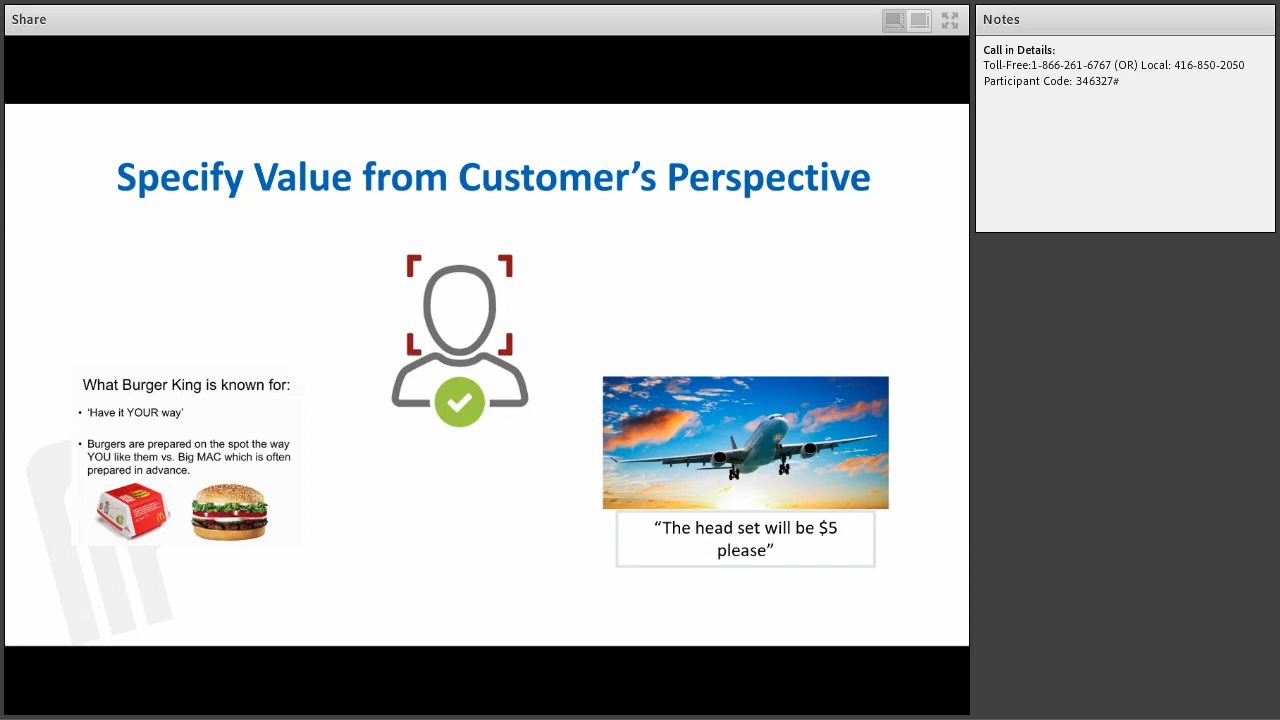 Share
Notes
Call in Details:
Toll-Free:1-866-261-6767 (OR) Local: 416-850-2050
Participant Code: 346327#
Specify Value from Customer’s Perspective
What Burger King is known for:
• ‘Have it YOUR way’
• Burgers are prepared on the spot the way
YOU like them vs. Big MAC which is often
prepared in advance.
“The head set will be $5
please”